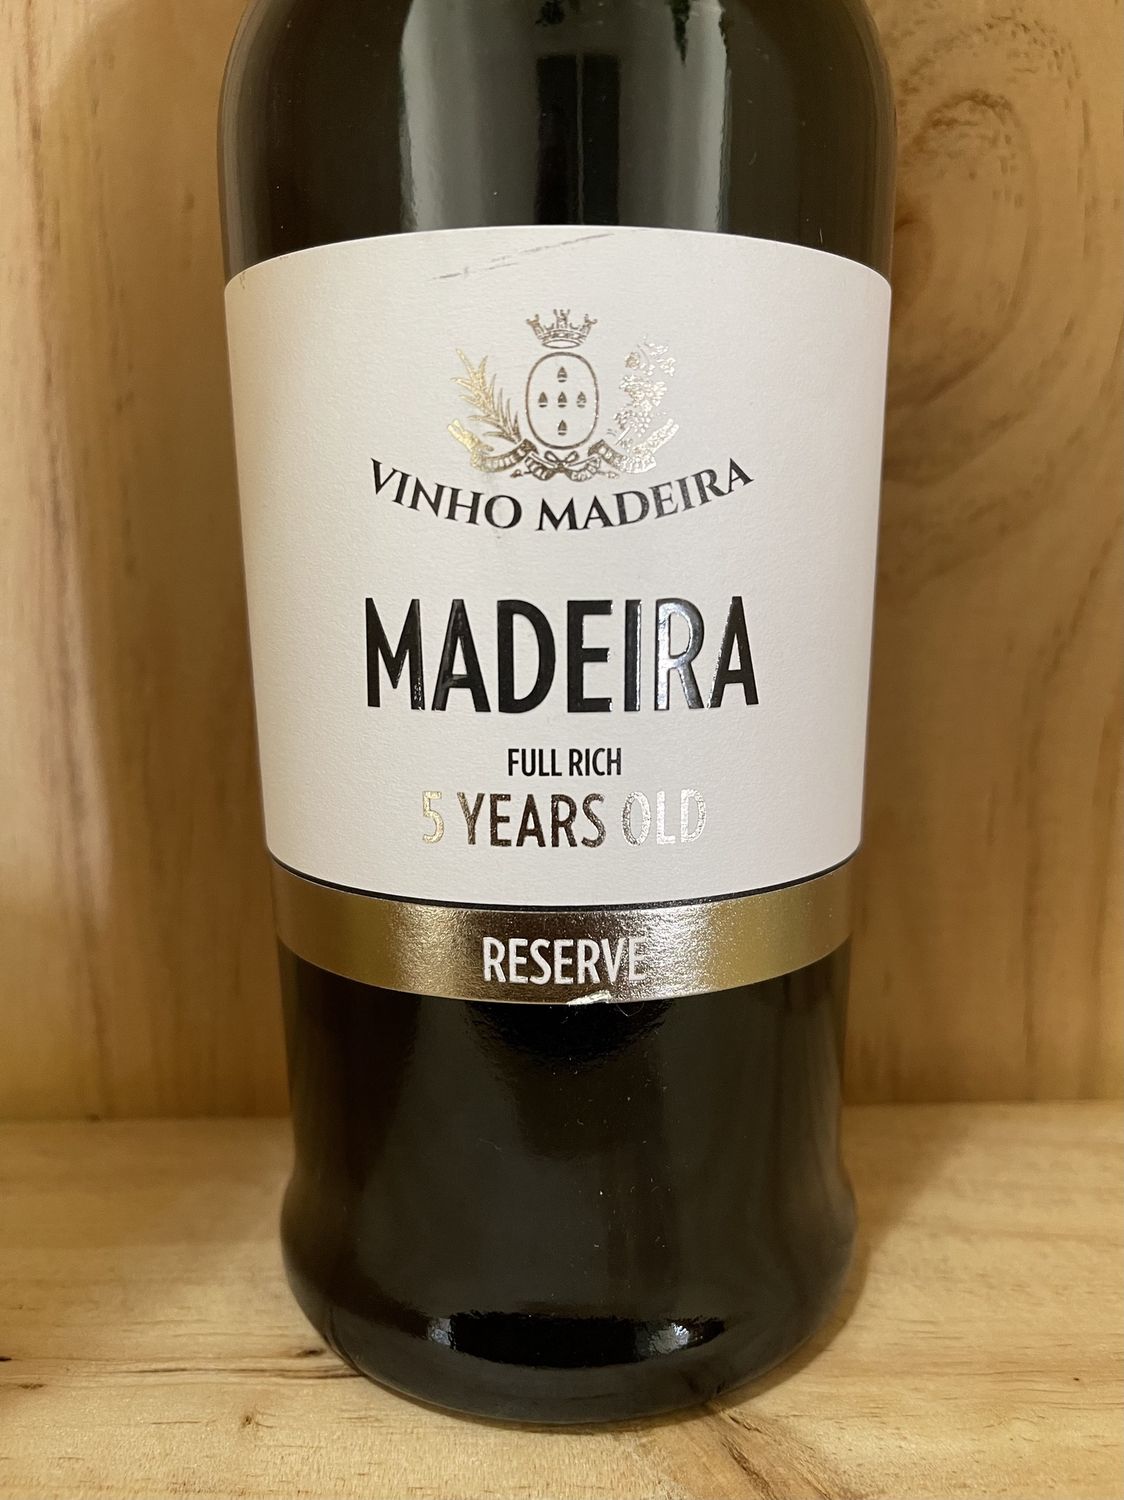 VINHO MADEIRA
MADEIRA
FULL RICH
5 YEARS OLD
RESERVE